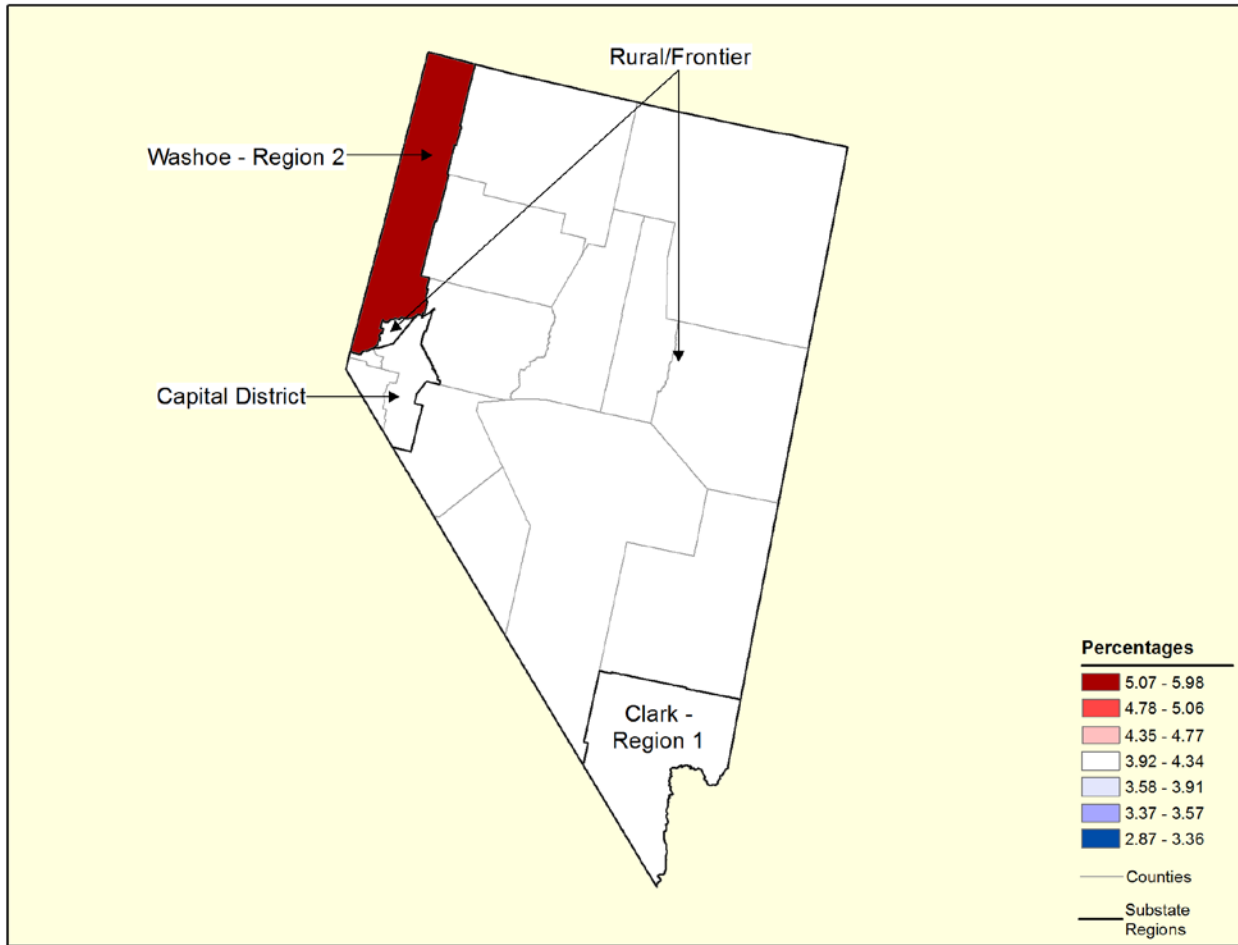 Rural/Frontier
Washoe - Region 2
Capital District
Clark -
Region 1
Percentages
5.07 - 5.98
4.78 - 5.06
4.35 - 4.77
3.92 - 4.34
3.58 - 3.91
3.37 - 3.57
2.87 - 3.36
Counties
Substate
Regions